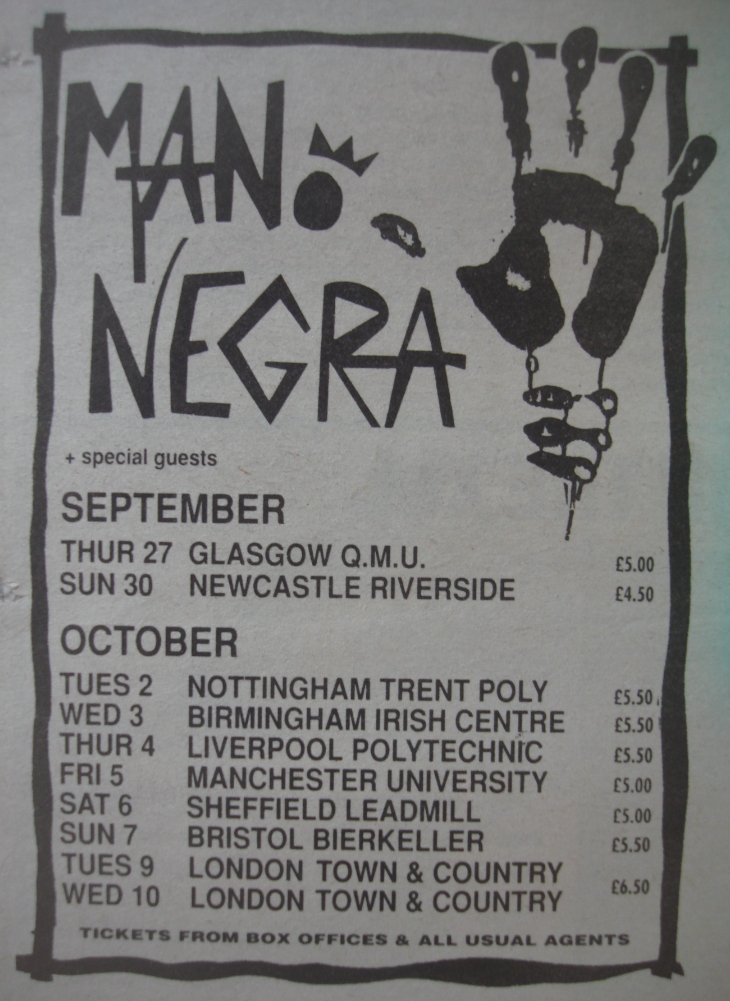 MANO
NEGRA
+ special guests
SEPTEMBER
THUR 27 GLASGOW Q.M.U. £5.00
SUN 30 NEWCASTLE RIVERSIDE £4.50
OCTOBER
TUES 2 NOTTINGHAM TRENT POLY £5.50
WED 3 BIRMINGHAM IRISH CENTRE £5.50
THUR 4 LIVERPOOL POLYTECHNIC £5.50
FRI 5 MANCHESTER UNIVERSITY £5.00
SAT 6 SHEFFIELD LEADMILL £5.00
SUN 7 BRISTOL BIERKELLER £5.50
TUES 9 LONDON TOWN & COUNTRY
£6.50
WED 10 LONDON TOWN & COUNTRY
TICKETS FROM BOX OFFICES & ALL USUAL AGENTS